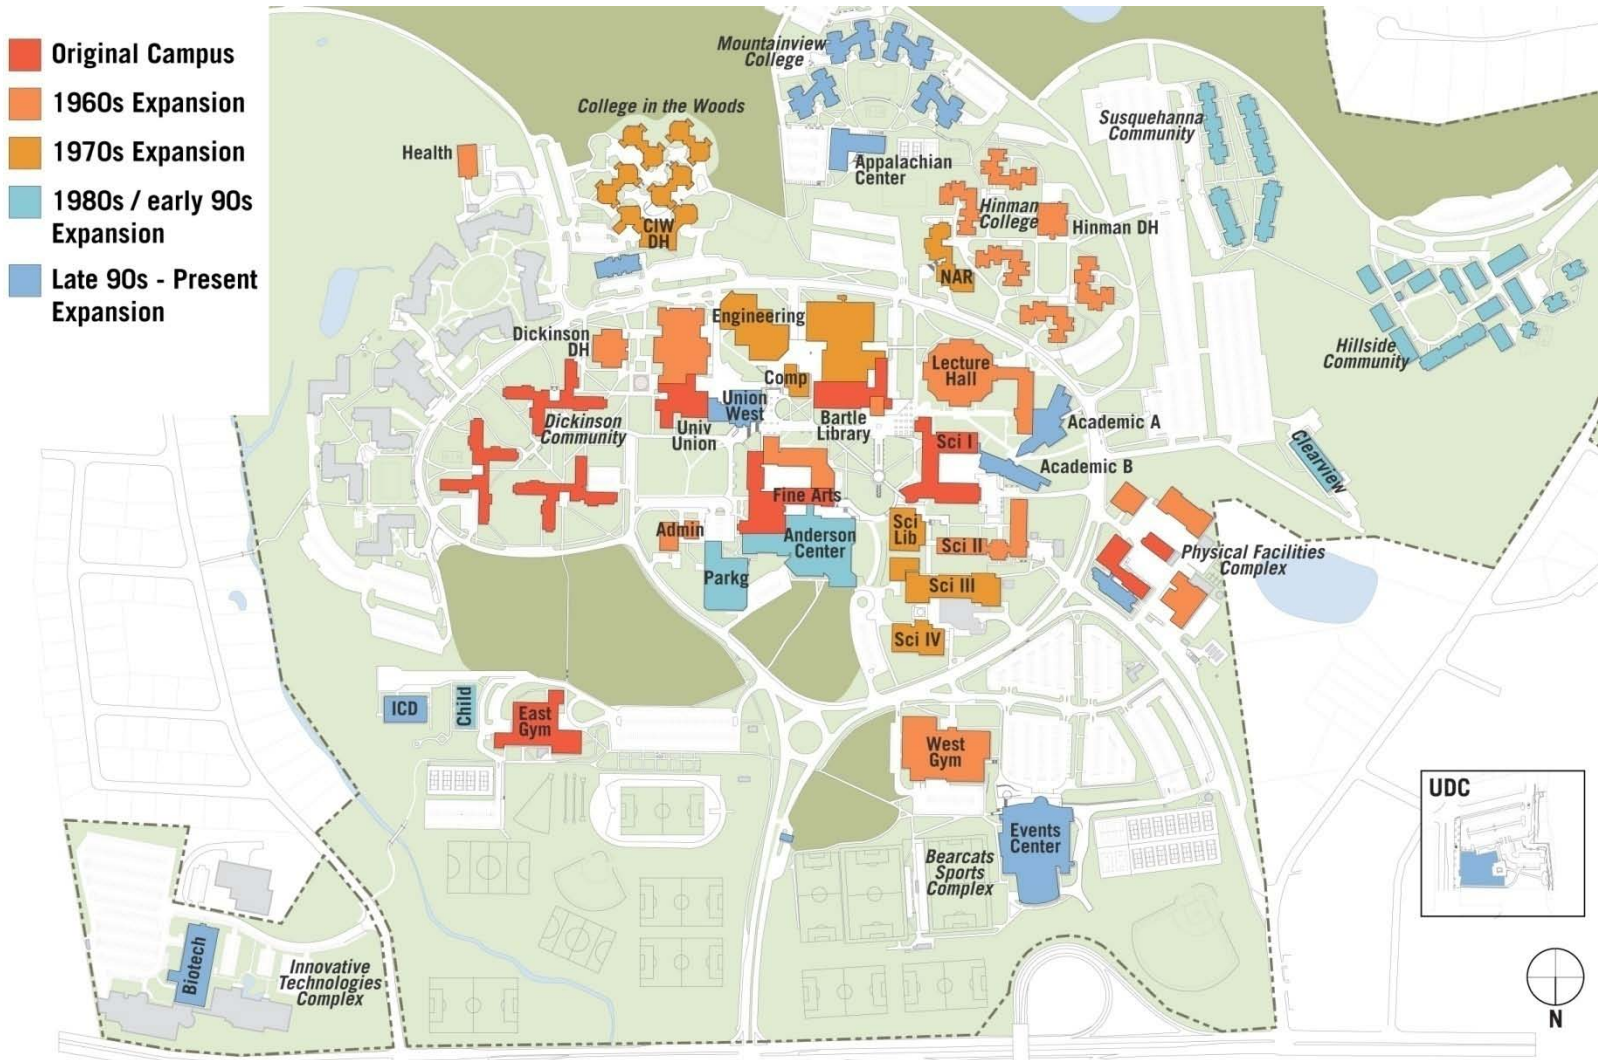 Original Campus
1960s Expansion
1970s Expansion
1980s / early 90s
Expansion
Late 90s - Present
Expansion
Mountainview
College
College in the Woods
Health
Appalachian
Center
Susquehanna
Community
Hinman
College
Hinman DH
CIW
DH
NAR
Engineering
Dickinson
DH
Hillside
Community
Lecture
Hall
Comp
Union
West
Univ
Union
Bartle
Library
Dickinson
Community
Academic A
Sci I
Academic B
Clearview
Fine Arts
Admin
Anderson
Center
Sci
Lib
Sci II
Physical Facilities
Complex
Parkg
Sci III
Sci IV
ICD
Child
East
Gym
West
Gym
UDC
Events
Center
Bearcats
Sports
Complex
Biotech
Innovative
Technologies
Complex
N